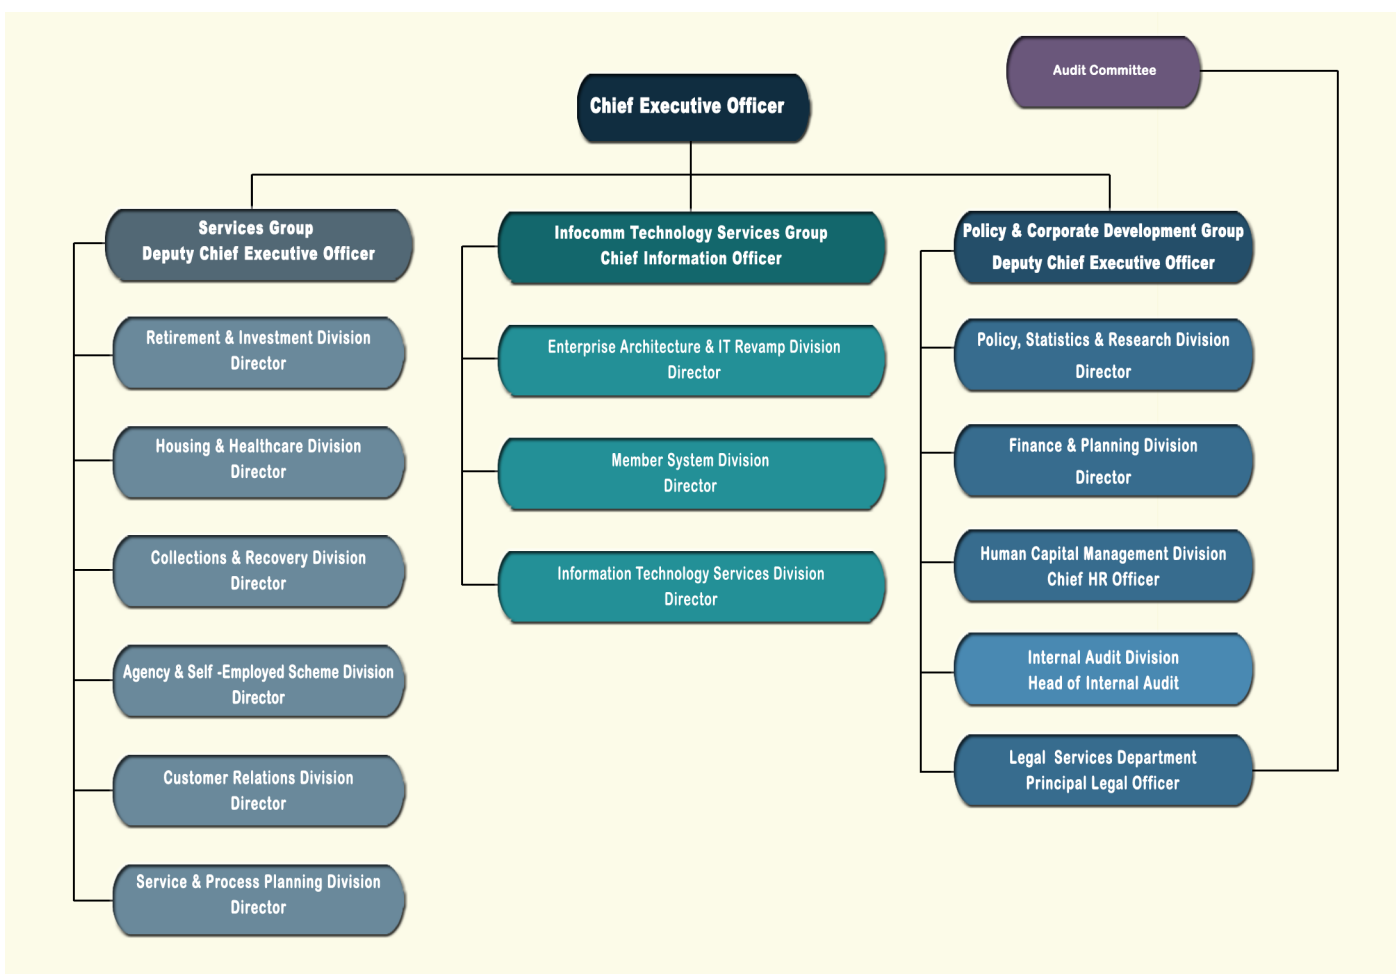 Audit Committee
Chief Executive Officer
Services Group
Deputy Chief Executive Officer
Retirement & Investment Division
Director
Housing & Healthcare Division
Director
Collections & Recovery Division
Director
Agency & Self -Employed Scheme Division
Director
Customer Relations Division
Director
Service & Process Planning Division
Director
Infocomm Technology Services Group
Chief Information Officer
Enterprise Architecture & IT Revamp Division
Director
Member System Division
Director
Information Technology Services Division
Director
Policy & Corporate Development Group
Deputy Chief Executive Officer
Policy, Statistics & Research Division
Director
Finance & Planning Division
Director
Human Capital Management Division
Chief HR Officer
Internal Audit Division
Head of Internal Audit
Legal  Services Department
Principal Legal Officer